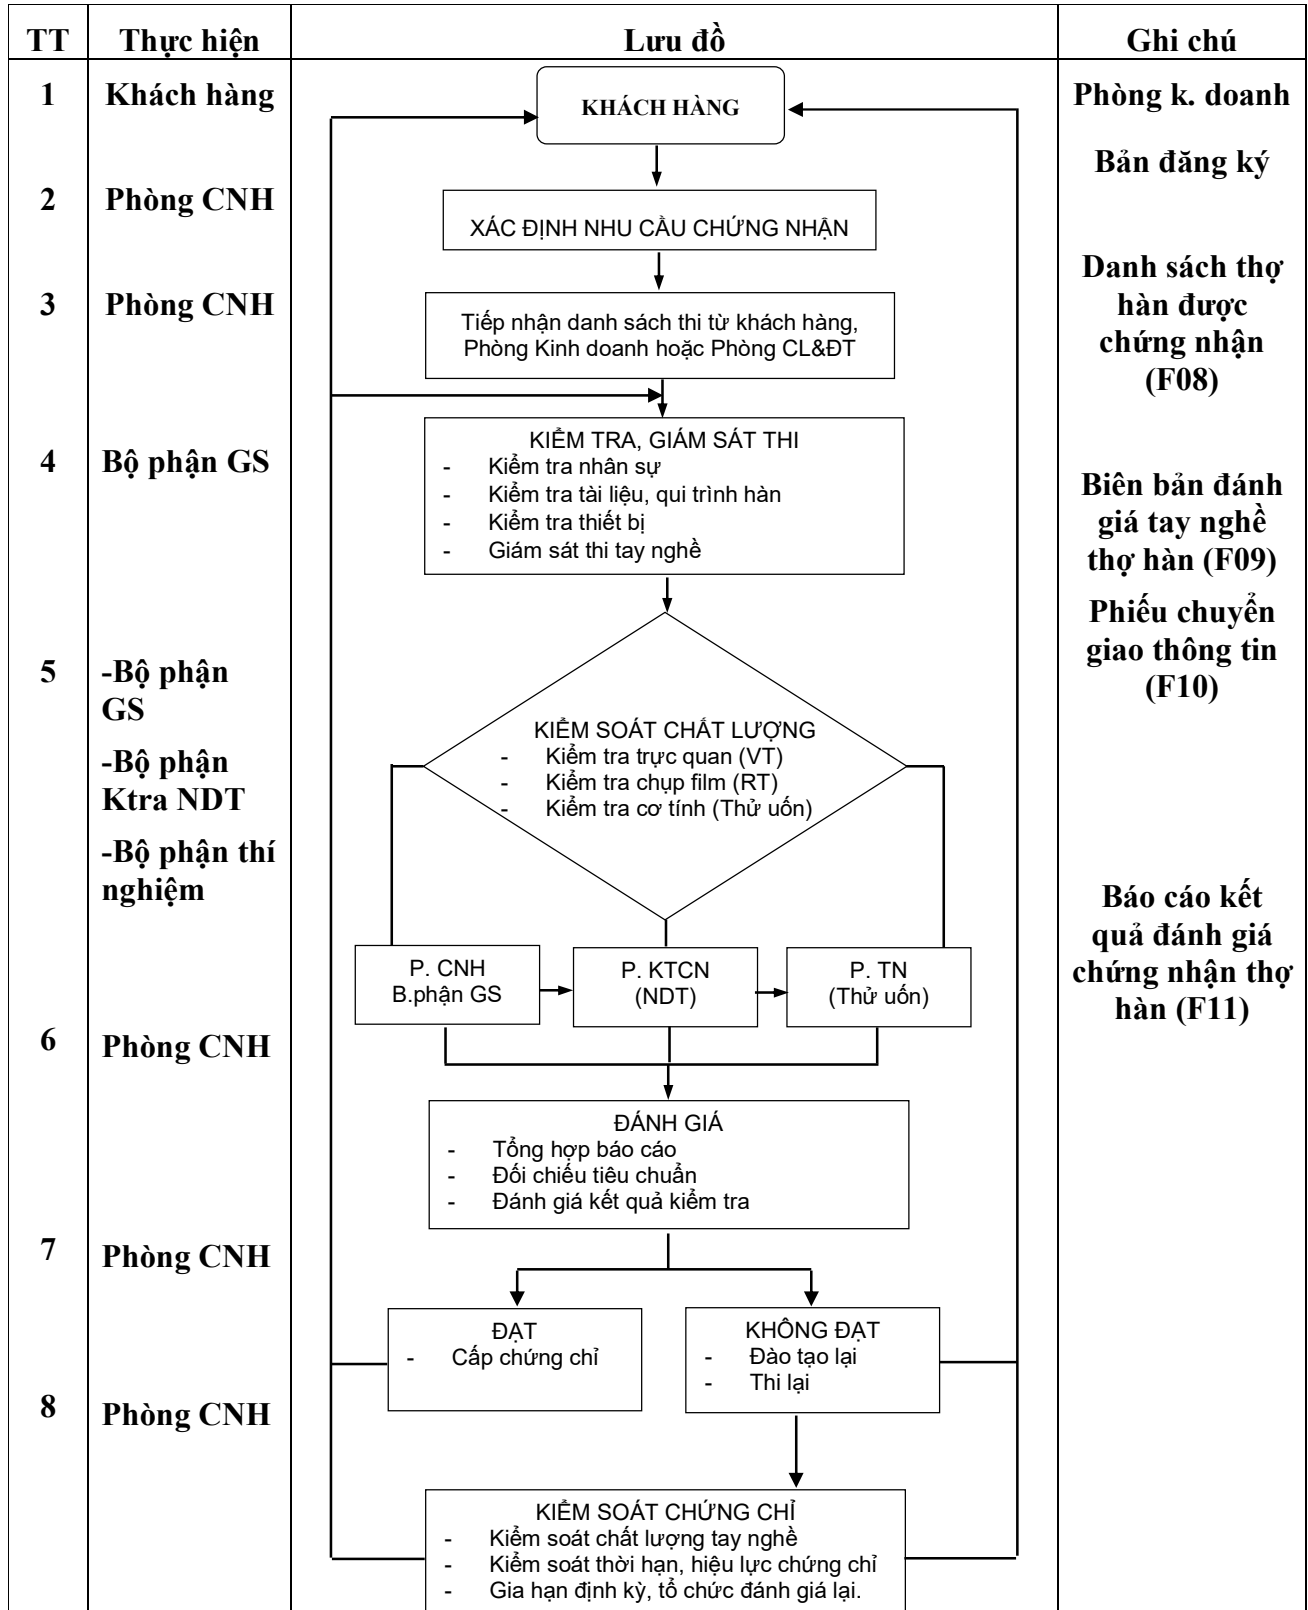 TT
Thực hiện
Lưu đồ
Ghi chú
1
Khách hàng
KHÁCH HÀNG
Phòng k. doanh
Bản đăng ký
2
Phòng CNH
XÁC ĐỊNH NHU CẦU CHỨNG NHẬN
3
Phòng CNH
Tiếp nhận danh sách thi từ khách hàng,
Phòng Kinh doanh hoặc Phòng CL&ĐT
Danh sách thợ
hàn được
chứng nhận
(F08)
4
Bộ phận GS
KIỂM TRA, GIÁM SÁT THI
- Kiểm tra nhân sự
- Kiểm tra tài liệu, qui trình hàn
- Kiểm tra thiết bị
- Giám sát thi tay nghề
Biên bản đánh
giá tay nghề
thợ hàn (F09)
Phiếu chuyển
giao thông tin
(F10)
5
-Bộ phận
GS
-Bộ phận
Ktra NDT
-Bộ phận thí
nghiệm
KIỂM SOÁT CHẤT LƯỢNG
- Kiểm tra trực quan (VT)
- Kiểm tra chụp film (RT)
- Kiểm tra cơ tính (Thử uốn)
P. CNH
B.phận GS
P. KTCN
(NDT)
P. TN
(Thử uốn)
Báo cáo kết
quả đánh giá
chứng nhận thợ
hàn (F11)
6
Phòng CNH
ĐÁNH GIÁ
- Tổng hợp báo cáo
- Đối chiếu tiêu chuẩn
- Đánh giá kết quả kiểm tra
7
Phòng CNH
ĐẠT
- Cấp chứng chỉ
KHÔNG ĐẠT
- Đào tạo lại
- Thi lại
8
Phòng CNH
KIỂM SOÁT CHỨNG CHỈ
- Kiểm soát chất lượng tay nghề
- Kiểm soát thời hạn, hiệu lực chứng chỉ
- Gia hạn định kỳ, tổ chức đánh giá lại.